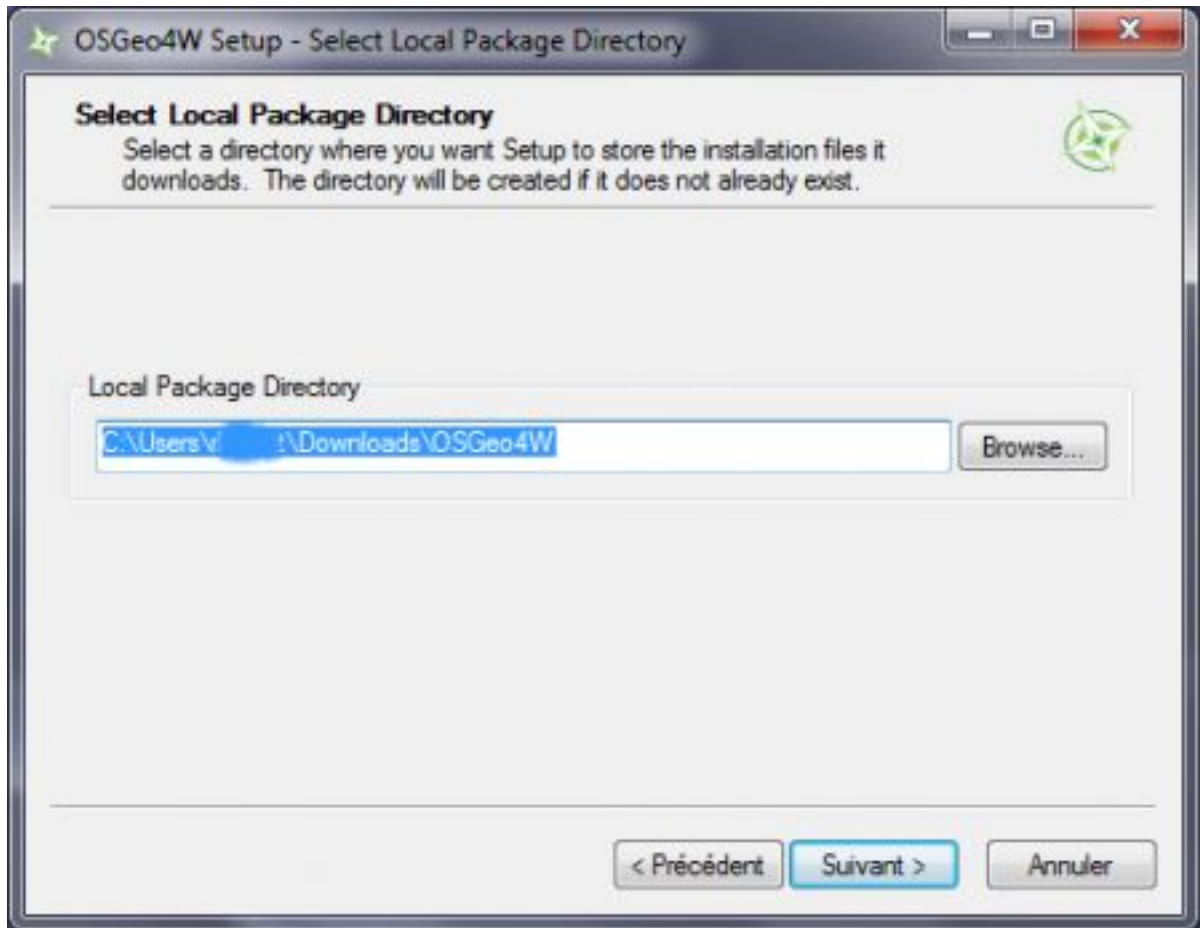 OSGeo4W Setup - Select Local Package Directory
Select Local Package Directory
Select a directory where you want Setup to store the installation files it
downloads.  The directory will be created if it does not already exist.
Local Package Directory
C:\Users\ \Downloads\OSGeo4W
Browse...
< Précédent
Suivant >
Annuler